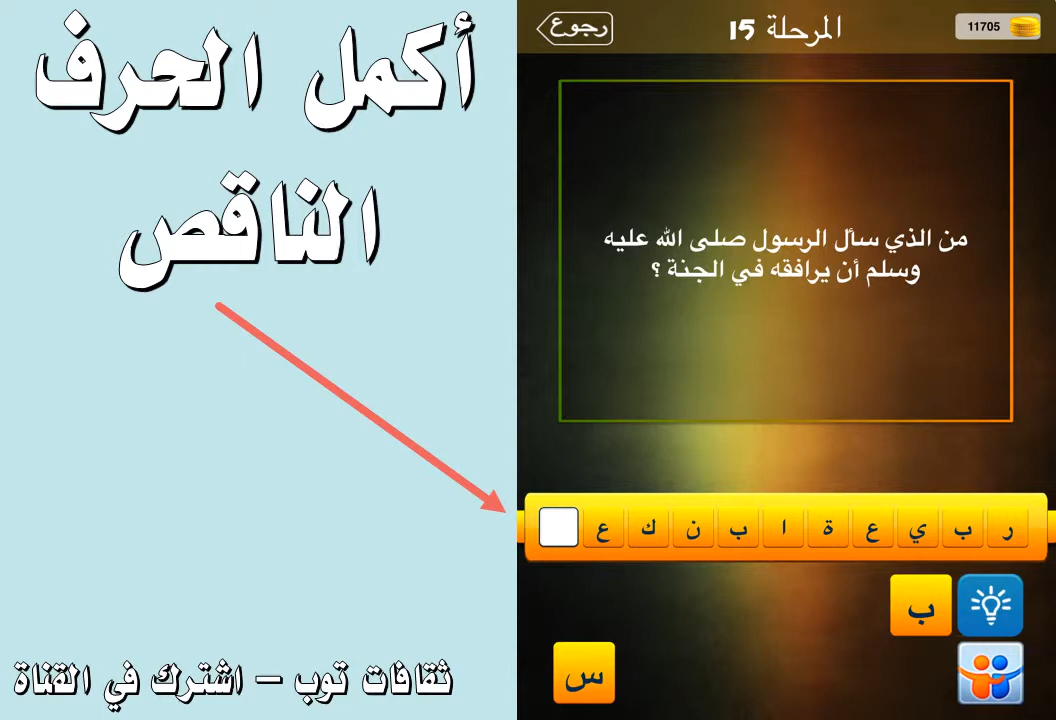 أكمل الحرف
الناقص
ثقافات توب – اشترك في القناة
رجوع
المرحلة 15
11705
من الذي سأل الرسول صلى الله عليه
وسلم أن يرافقه في الجنة ؟
ر ب ي ع ة ا ب ن ك ع
ب
س